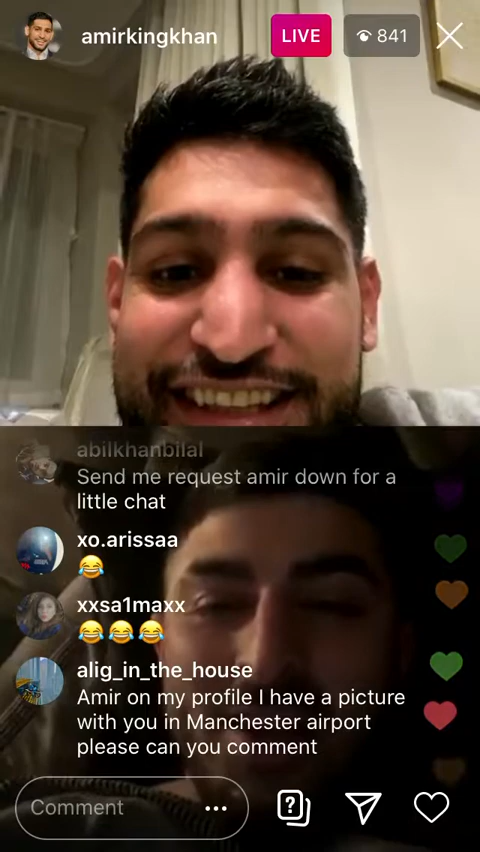 amirkingkhan LIVE 841
abilkhanbilal
Send me request amir down for a
little chat
xo.arissaa
😂
xxsa1maxx
😂😂😂
alig_in_the_house
Amir on my profile I have a picture
with you in Manchester airport
please can you comment
Comment ...